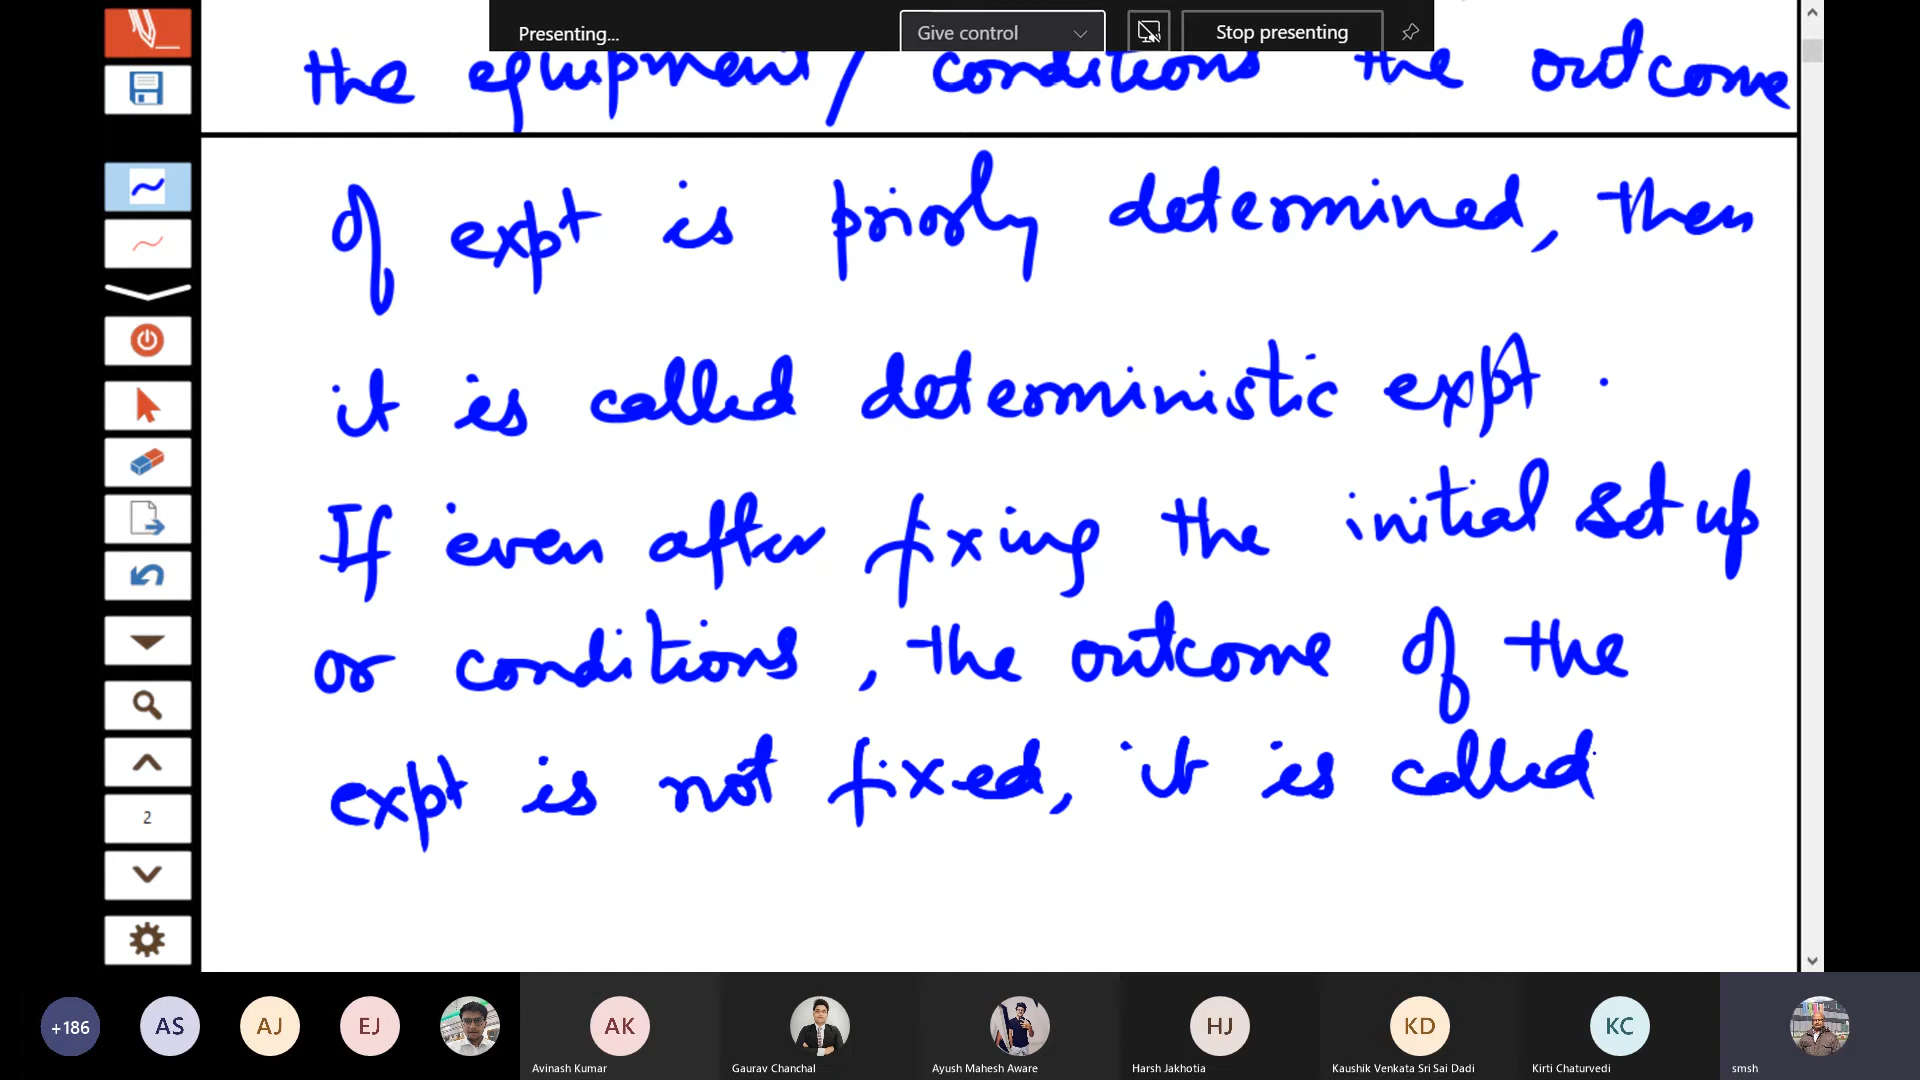 Presenting...
Give control
Stop presenting
the equipment/ conditions the outcome
of expt is priorly determined, then
it is called deterministic expt.
If even after fixing the initial set up
or conditions, the outcome of the
expt is not fixed, it is called
2
+186
AS
AJ
EJ
AK
HJ
KD
KC
Avinash Kumar
Gaurav Chanchal
Ayush Mahesh Aware
Harsh Jakhotia
Kaushik Venkata Sri Sai Dadi
Kirti Chaturvedi
smsh